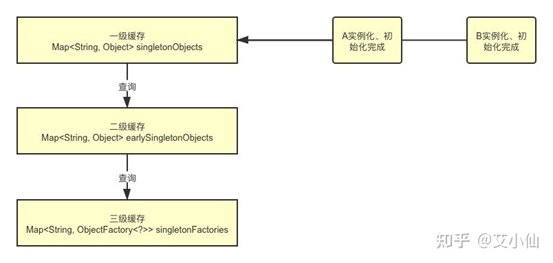 一级缓存
Map<String, Object> singletonObjects
A实例化、初
始化完成
B实例化、初
始化完成
查询
二级缓存
Map<String, Object> earlySingletonObjects
查询
三级缓存
Map<String, ObjectFactory<?>> singletonFactories
知乎 @艾小仙